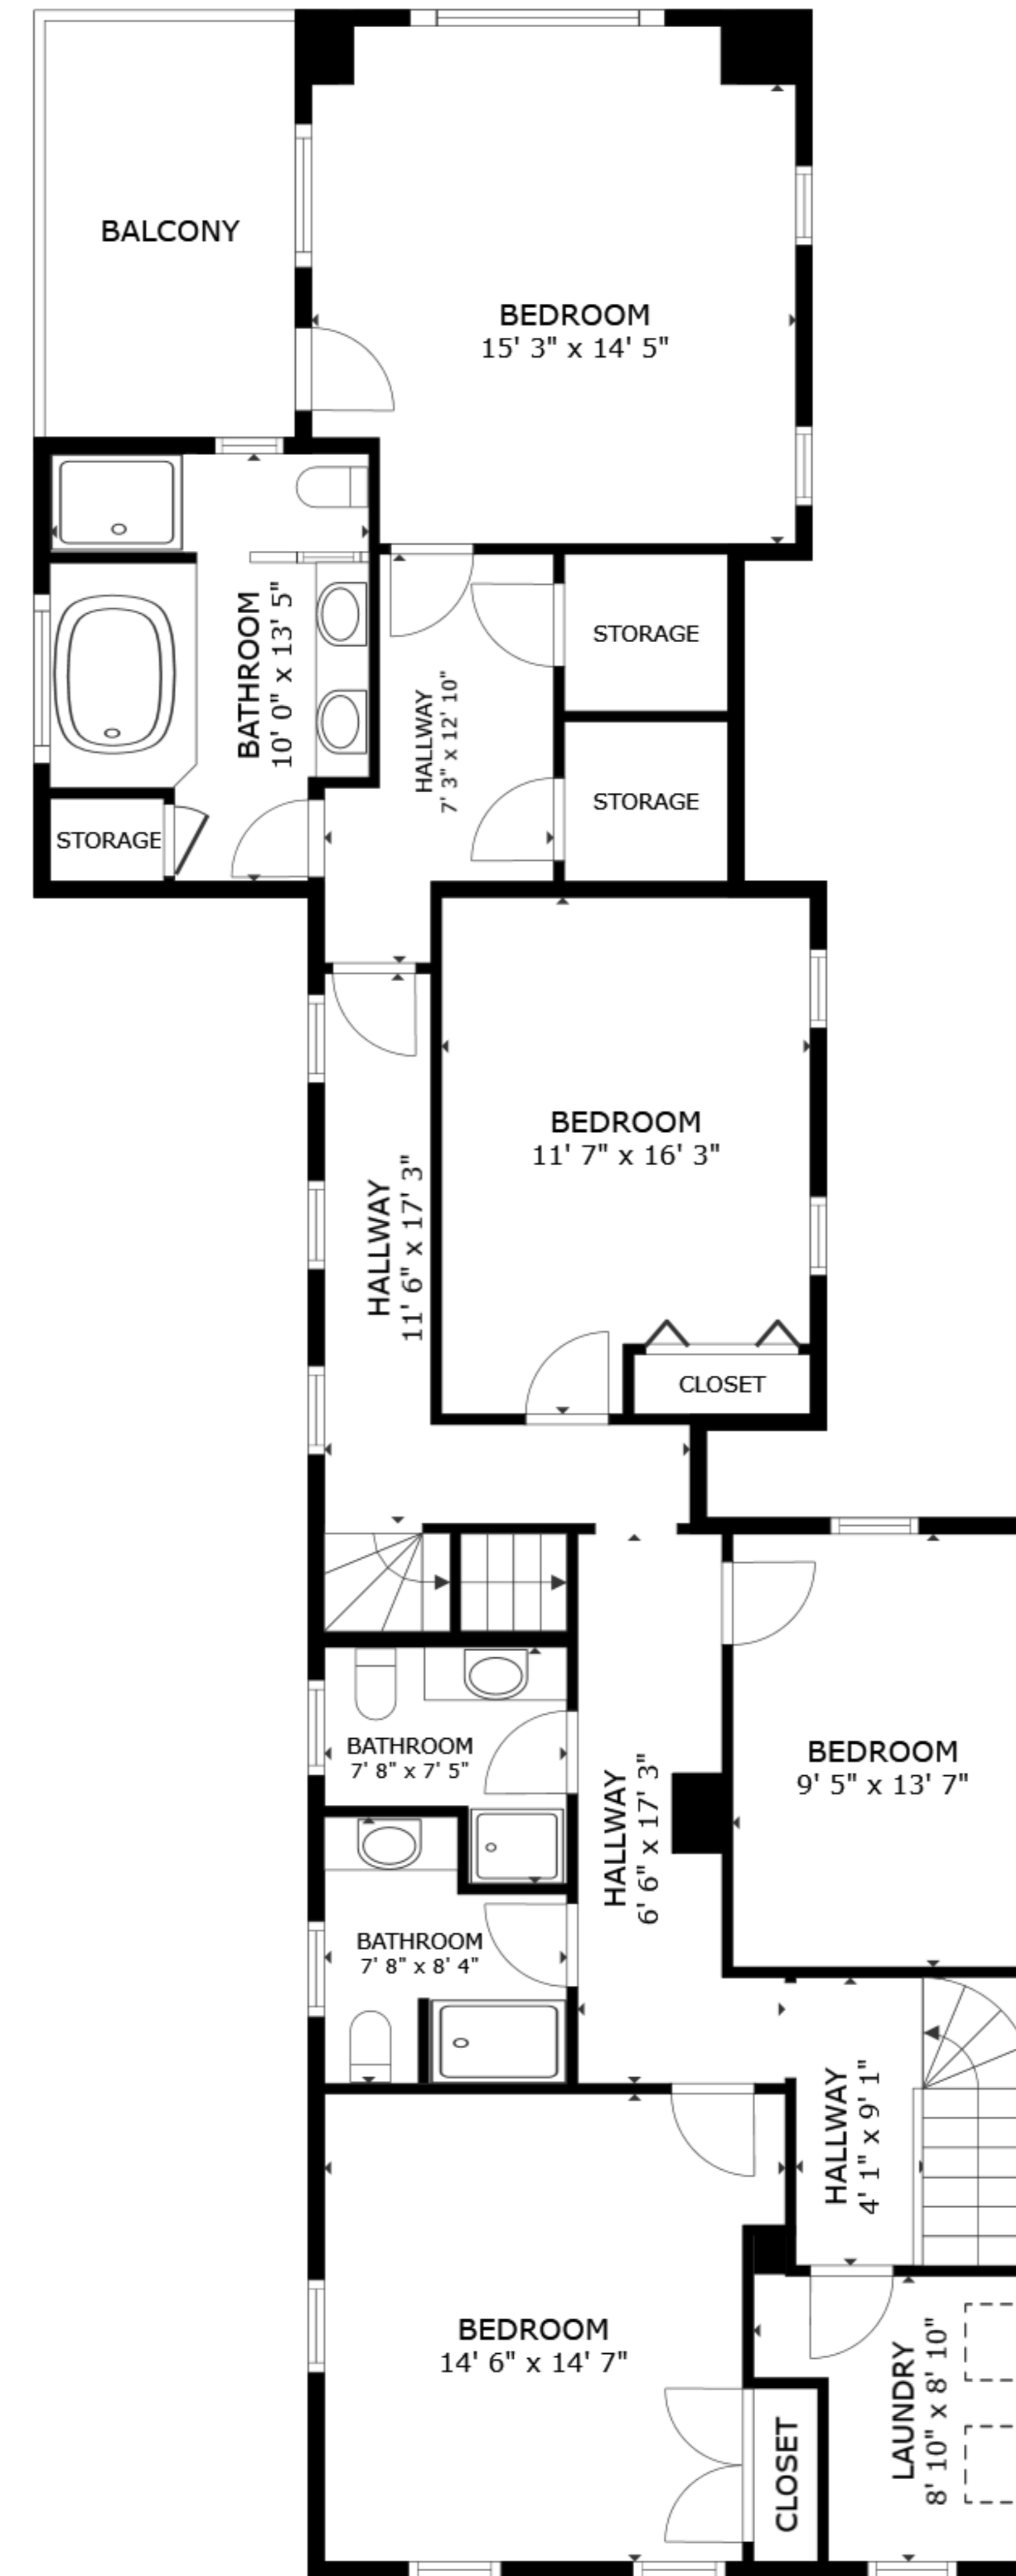 BALCONY
BEDROOM
15' 3" x 14' 5"
BATHROOM
10' 0" x 13' 5"
STORAGE
HALLWAY
7' 3" x 12' 10"
STORAGE
STORAGE
BEDROOM
11' 7" x 16' 3"
HALLWAY
11' 6" x 17' 3"
CLOSET
BATHROOM
7' 8" x 7' 5"
HALLWAY
6' 6" x 17' 3"
BEDROOM
9' 5" x 13' 7"
BATHROOM
7' 8" x 8' 4"
HALLWAY
4' 1" x 9' 1"
BEDROOM
14' 6" x 14' 7"
CLOSET
LAUNDRY
8' 10" x 8' 10"